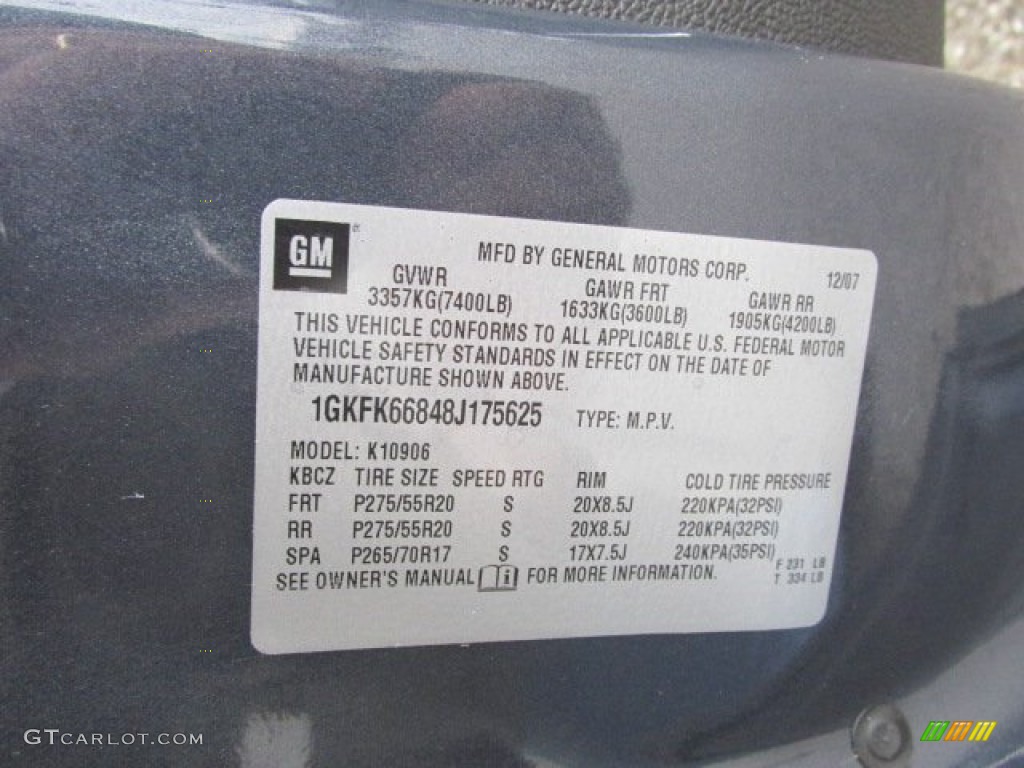 GM
MFD BY GENERAL MOTORS CORP. 12/07
GVWR GAWR FRT GAWR RR
3357KG(7400LB) 1633KG(3600LB) 1905KG(4200LB)
THIS VEHICLE CONFORMS TO ALL APPLICABLE U.S. FEDERAL MOTOR
VEHICLE SAFETY STANDARDS IN EFFECT ON THE DATE OF
MANUFACTURE SHOWN ABOVE.
1GKFK66848J175625 TYPE: M.P.V.
MODEL: K10906
KBCZ TIRE SIZE SPEED RTG RIM COLD TIRE PRESSURE
FRT P275/55R20 S 20X8.5J 220KPA(32PSI)
RR P275/55R20 S 20X8.5J 220KPA(32PSI)
SPA P265/70R17 S 17X7.5J 240KPA(35PSI)
F 231 LB
T 334 LB
SEE OWNER'S MANUAL i FOR MORE INFORMATION.
GTCARLOT.COM